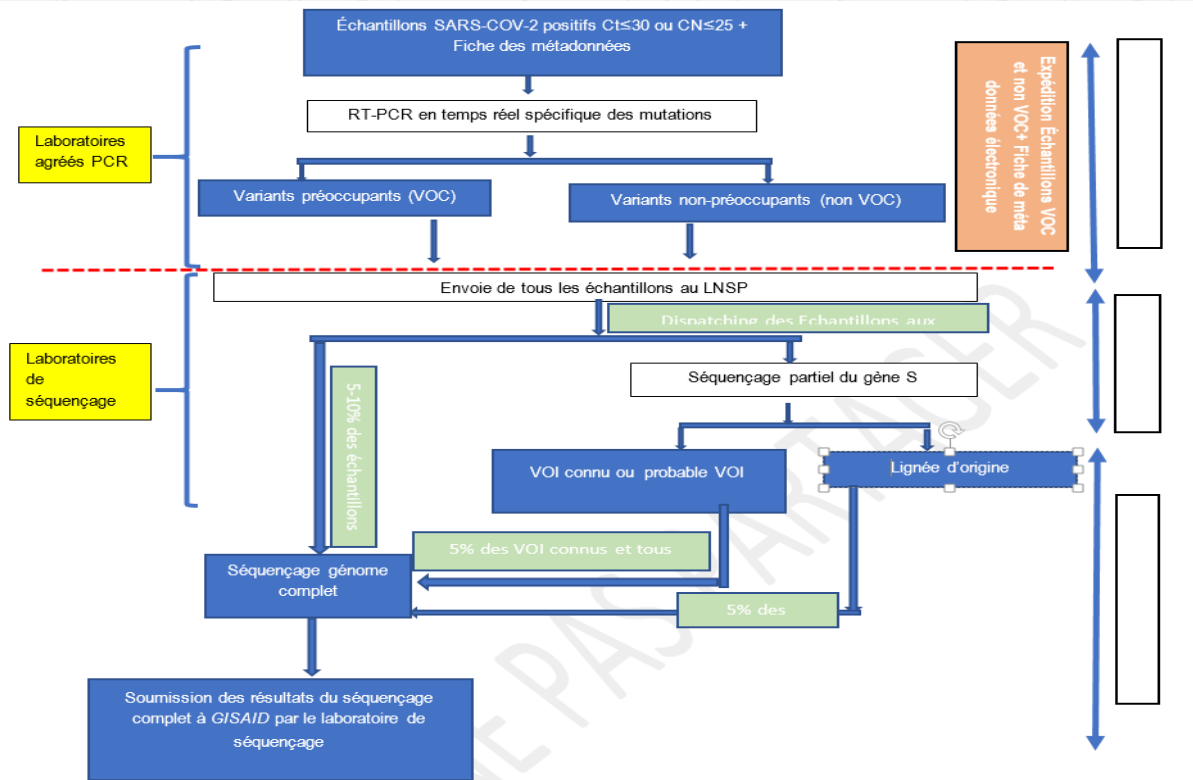 Échantillons SARS-COV-2 positifs Ct≤30 ou CN≤25 +
Fiche des métadonnées
RT-PCR en temps réel spécifique des mutations
Laboratoires
agréés PCR
Variants préoccupants (VOC)
Variants non-préoccupants (non VOC)
Expédition Échantillons VOC
et non VOC+ Fiche de méta
données électronique
Envoie de tous les échantillons au LNSP
Dispatching des Echantillons aux
Laboratoires
de
séquençage
5-10% des échantillons
Séquençage partiel du gène S
VOI connu ou probable VOI
Lignée d'origine
5% des VOI connus et tous
Séquençage génome
complet
5% des
Soumission des résultats du séquençage
complet à GISAID par le laboratoire de
séquençage
NE PAS PARTAGER